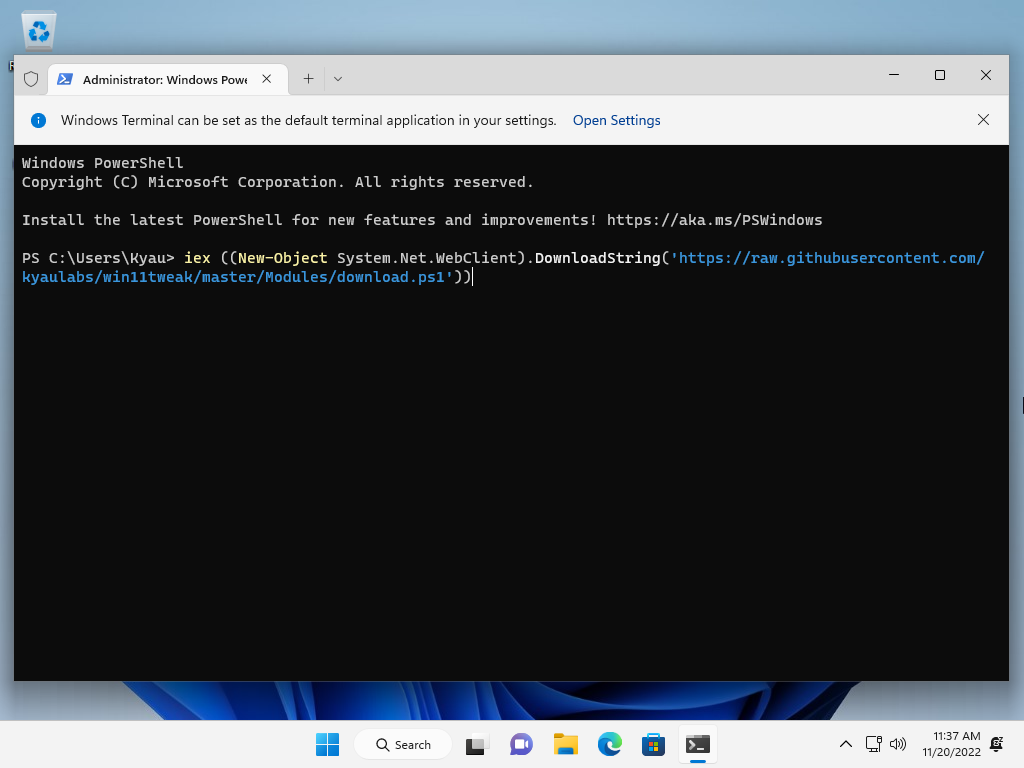 Administrator: Windows Powe
Windows Terminal can be set as the default terminal application in your settings. Open Settings
Windows PowerShell
Copyright (C) Microsoft Corporation. All rights reserved.
Install the latest PowerShell for new features and improvements! https://aka.ms/PSWindows
PS C:\Users\Kyau> iex ((New-Object System.Net.WebClient).DownloadString('https://raw.githubusercontent.com/
kyaulabs/win11tweak/master/Modules/download.ps1'))
Search
11:37 AM
11/20/2022